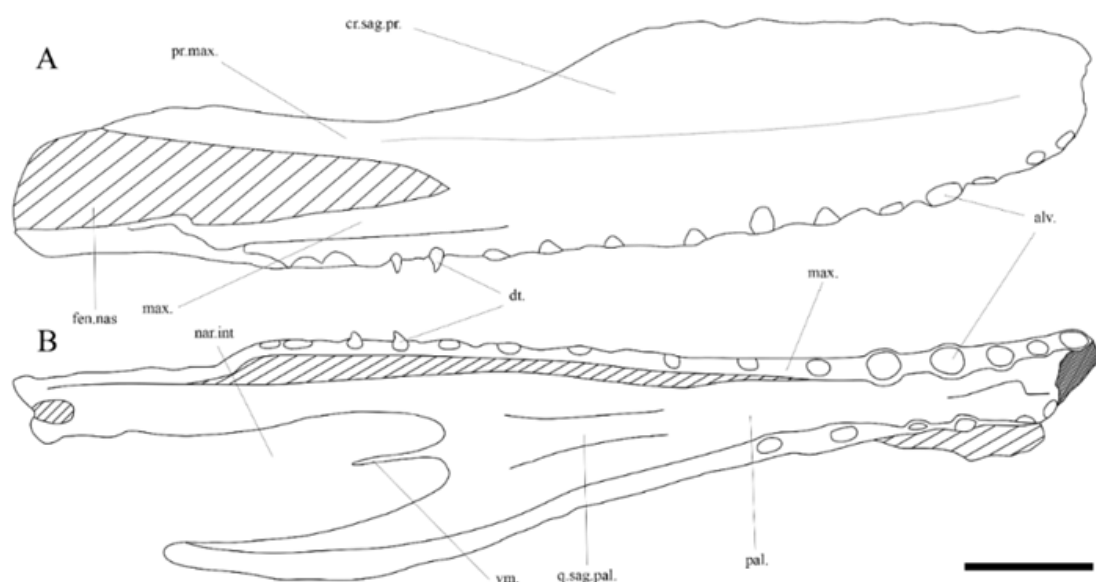 cr.sag.pr.
A
pr.max.
alv.
max.
dt.
max.
fen.nas
nar.int
B
pal.
vm.
q.sag.pal.